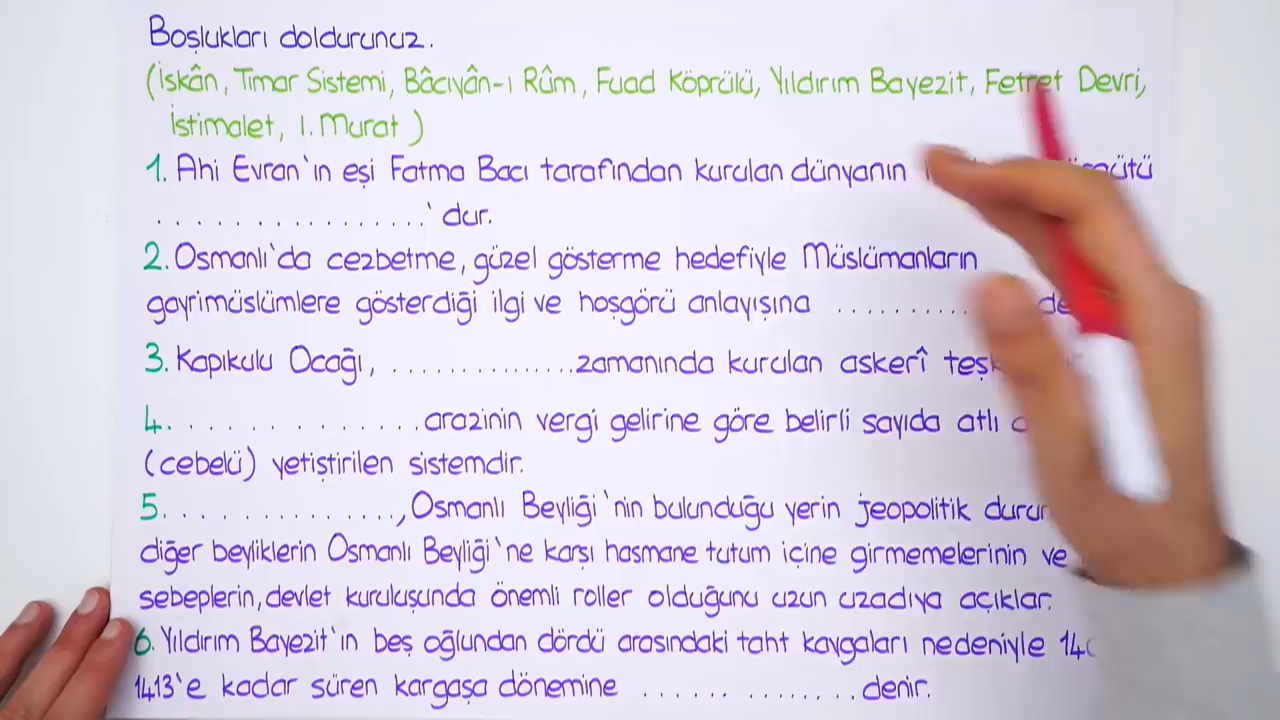 Boşlukları doldurunuz.
(İskân, Tımar Sistemi, Bâcıyân-ı Rûm, Fuad Köprülü, Yıldırım Bayezit, Fetret Devri,
İstimalet, I. Murat )
1. Ahi Evran'ın eşi Fatma Bacı tarafından kurulan dünyanın
. . . . . . . . . . . . . . . .' dur.
2. Osmanlı'da cezbetme, güzel gösterme hedefiyle Müslümanların
gayrimüslümlere gösterdiği ilgi ve hoşgörü anlayışına . . . . . . . . . .
3. Kapıkulu Ocağı, . . . . . . . . . . . . . . zamanında kurulan askerî
4. . . . . . . . . . . . . . arazinin vergi gelirine göre belirli sayıda atlı
(cebelü) yetiştirilen sistemdir.
5. . . . . . . . . . . . . . . , Osmanlı Beyliği'nin bulunduğu yerin jeopolitik
diğer beyliklerin Osmanlı Beyliği'ne karşı hasmane tutum içine girmemelerinin ve
sebeplerin, devlet kuruluşunda önemli roller olduğunu uzun uzadıya açıklar.
6. Yıldırım Bayezit'ın beş oğlundan dördü arasındaki taht kavgaları nedeniyle
1413'e kadar süren kargaşa dönemine . . . . . . . . . . . . . . denir.